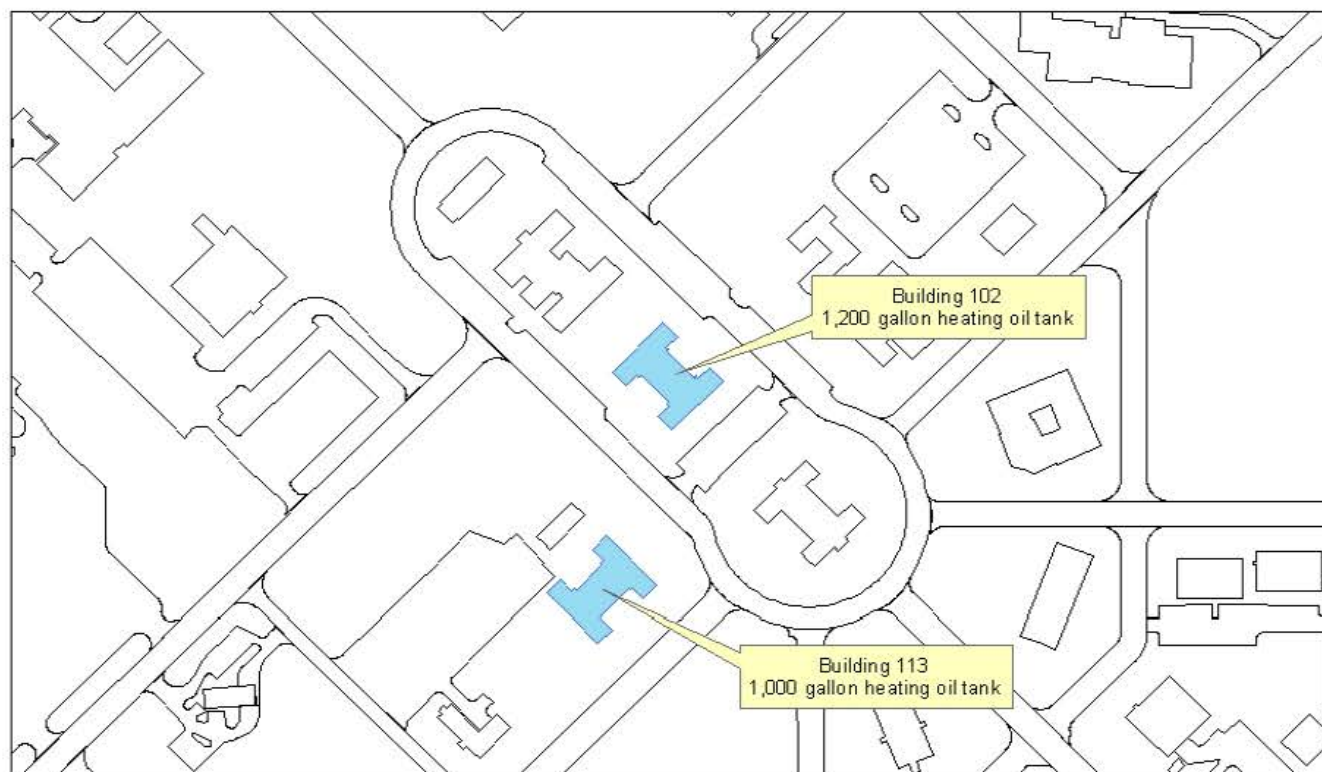 Building 102
1,200 gallon heating oil tank
Building 113
1,000 gallon heating oil tank